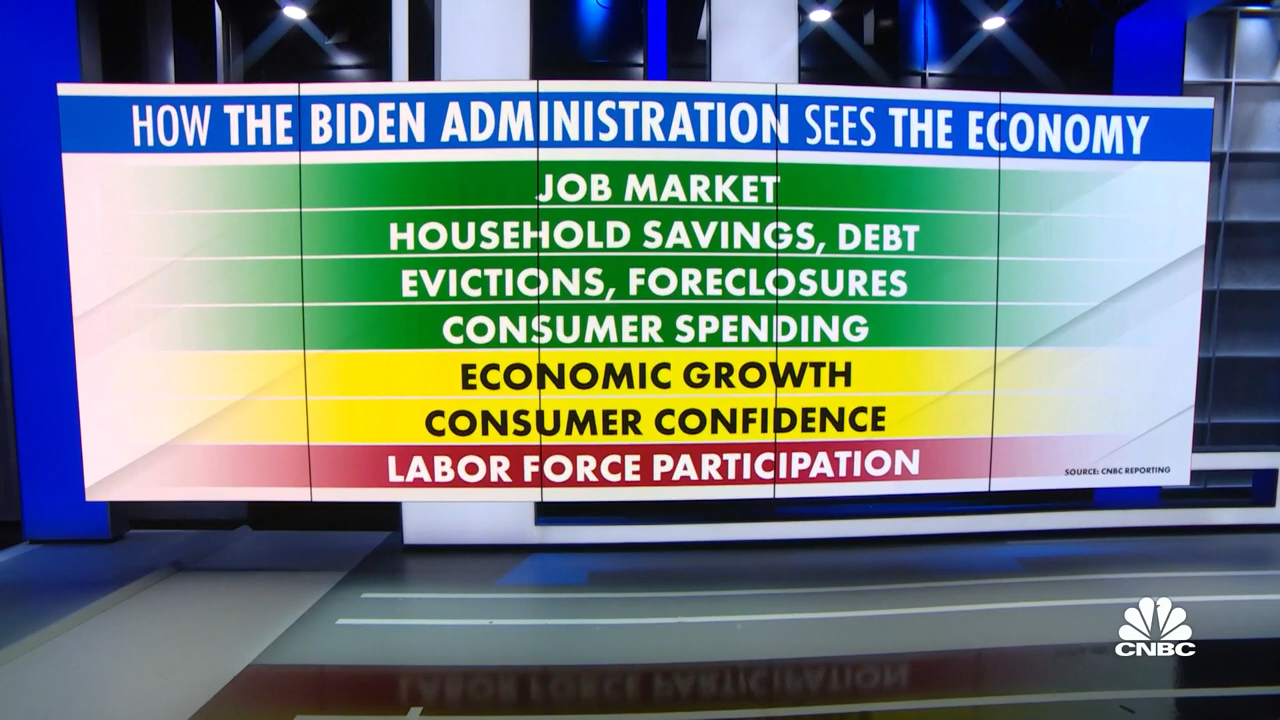 HOW THE BIDEN ADMINISTRATION SEES THE ECONOMY
JOB MARKET
HOUSEHOLD SAVINGS, DEBT
EVICTIONS, FORECLOSURES
CONSUMER SPENDING
ECONOMIC GROWTH
CONSUMER CONFIDENCE
LABOR FORCE PARTICIPATION
SOURCE: CNBC REPORTING
CNBC